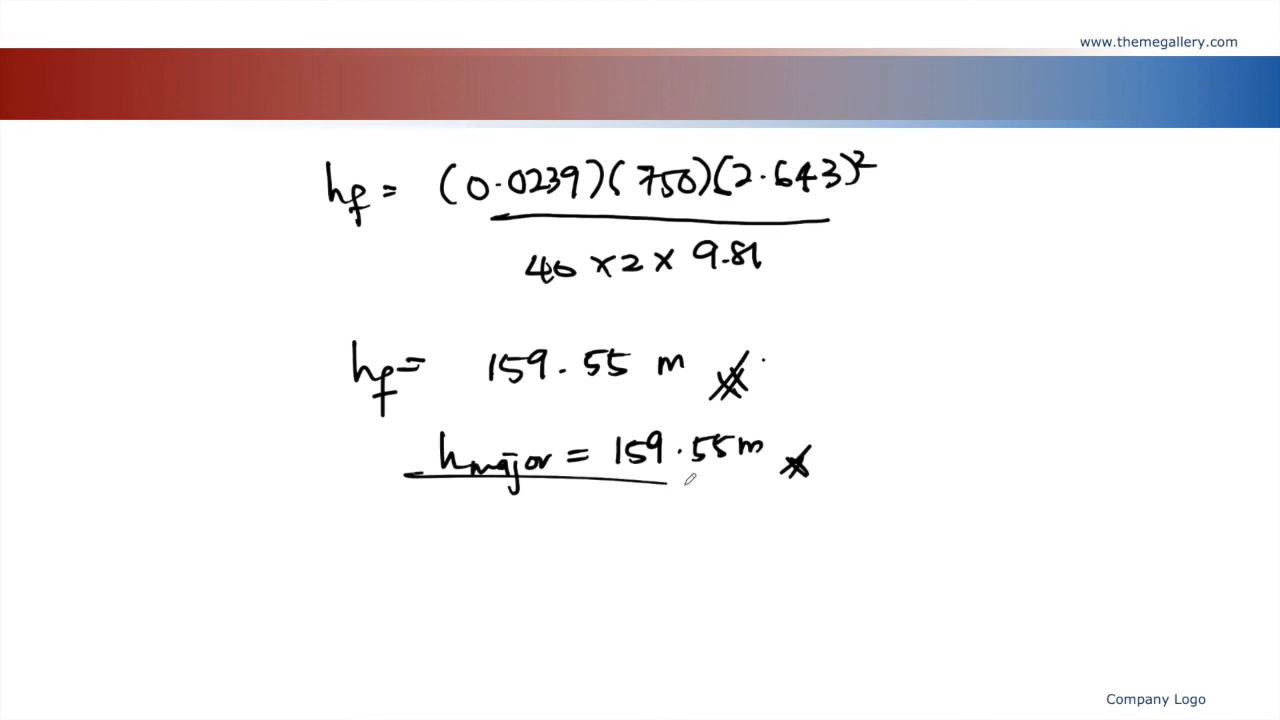 www.themegallery.com
hf = (0.0239)(750)(2.643)²
40 × 2 × 9.81
hf = 159.55 m
hmajor = 159.55m
Company Logo